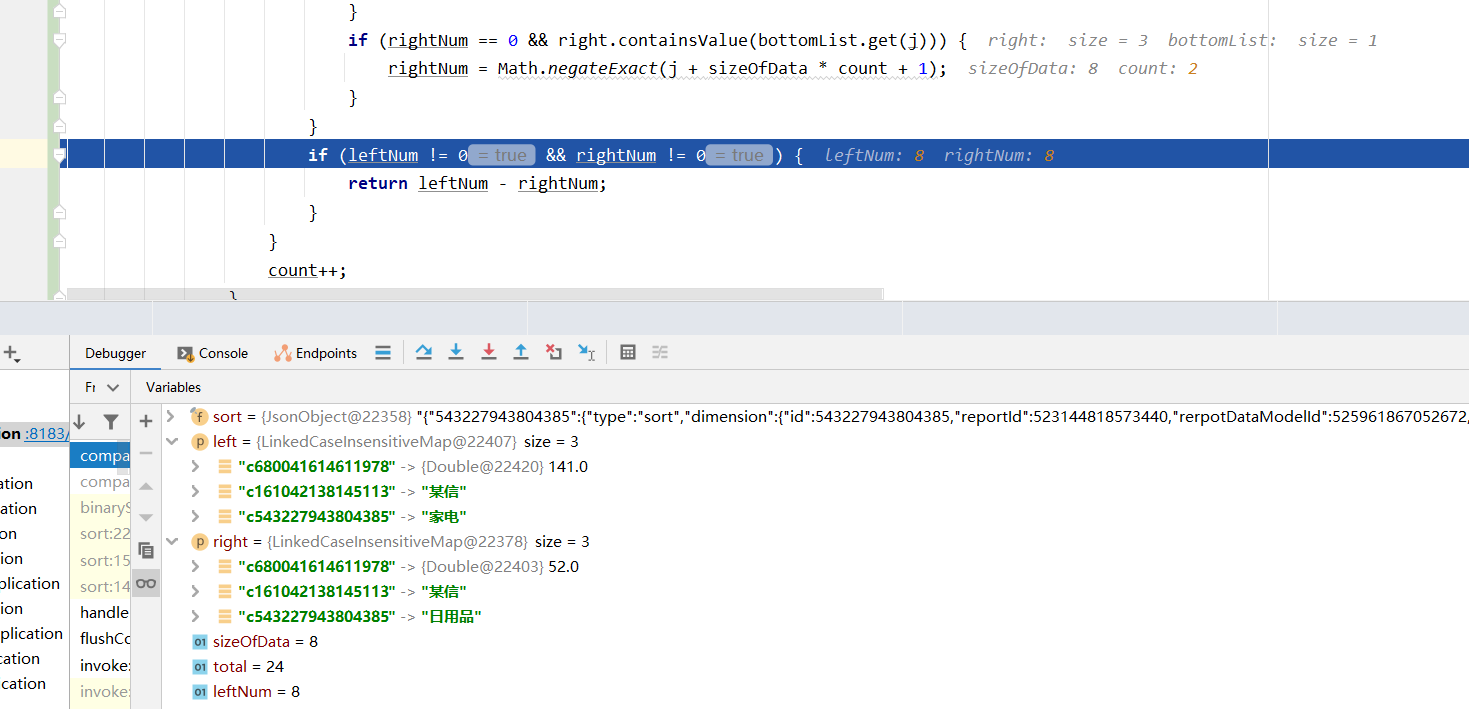 }
if (rightNum == 0 && right.containsValue(bottomList.get(j))) { right: size = 3 bottomList: size = 1
rightNum = Math.negateExact(j + sizeOfData * count + 1); sizeOfData: 8 count: 2
}
}
if (leftNum != 0 = true && rightNum != 0 = true ) { leftNum: 8 rightNum: 8
return leftNum - rightNum;
}
}
count++;
}
Debugger Console Endpoints
Fr Variables
sort = {JsonObject@22358} "{"543227943804385":{"type":"sort","dimension":{"id":543227943804385,"reportId":523144818573440,"rerpotDataModelId":525961867052672,
ion :8183/
left = {LinkedCaseInsensitiveMap@22407} size = 3
compa
"c680041614611978" -> {Double@22420} 141.0
ation
compa
"c161042138145113" -> "某信"
ation
binaryS
"c543227943804385" -> "家电"
on
sort:22
right = {LinkedCaseInsensitiveMap@22378} size = 3
ion
sort:15
"c680041614611978" -> {Double@22403} 52.0
plication
sort:14
"c161042138145113" -> "某信"
ion
handle
"c543227943804385" -> "日用品"
plication
flushCo
01 sizeOfData = 8
cation
invoke:
01 total = 24
ication
invoke:
01 leftNum = 8